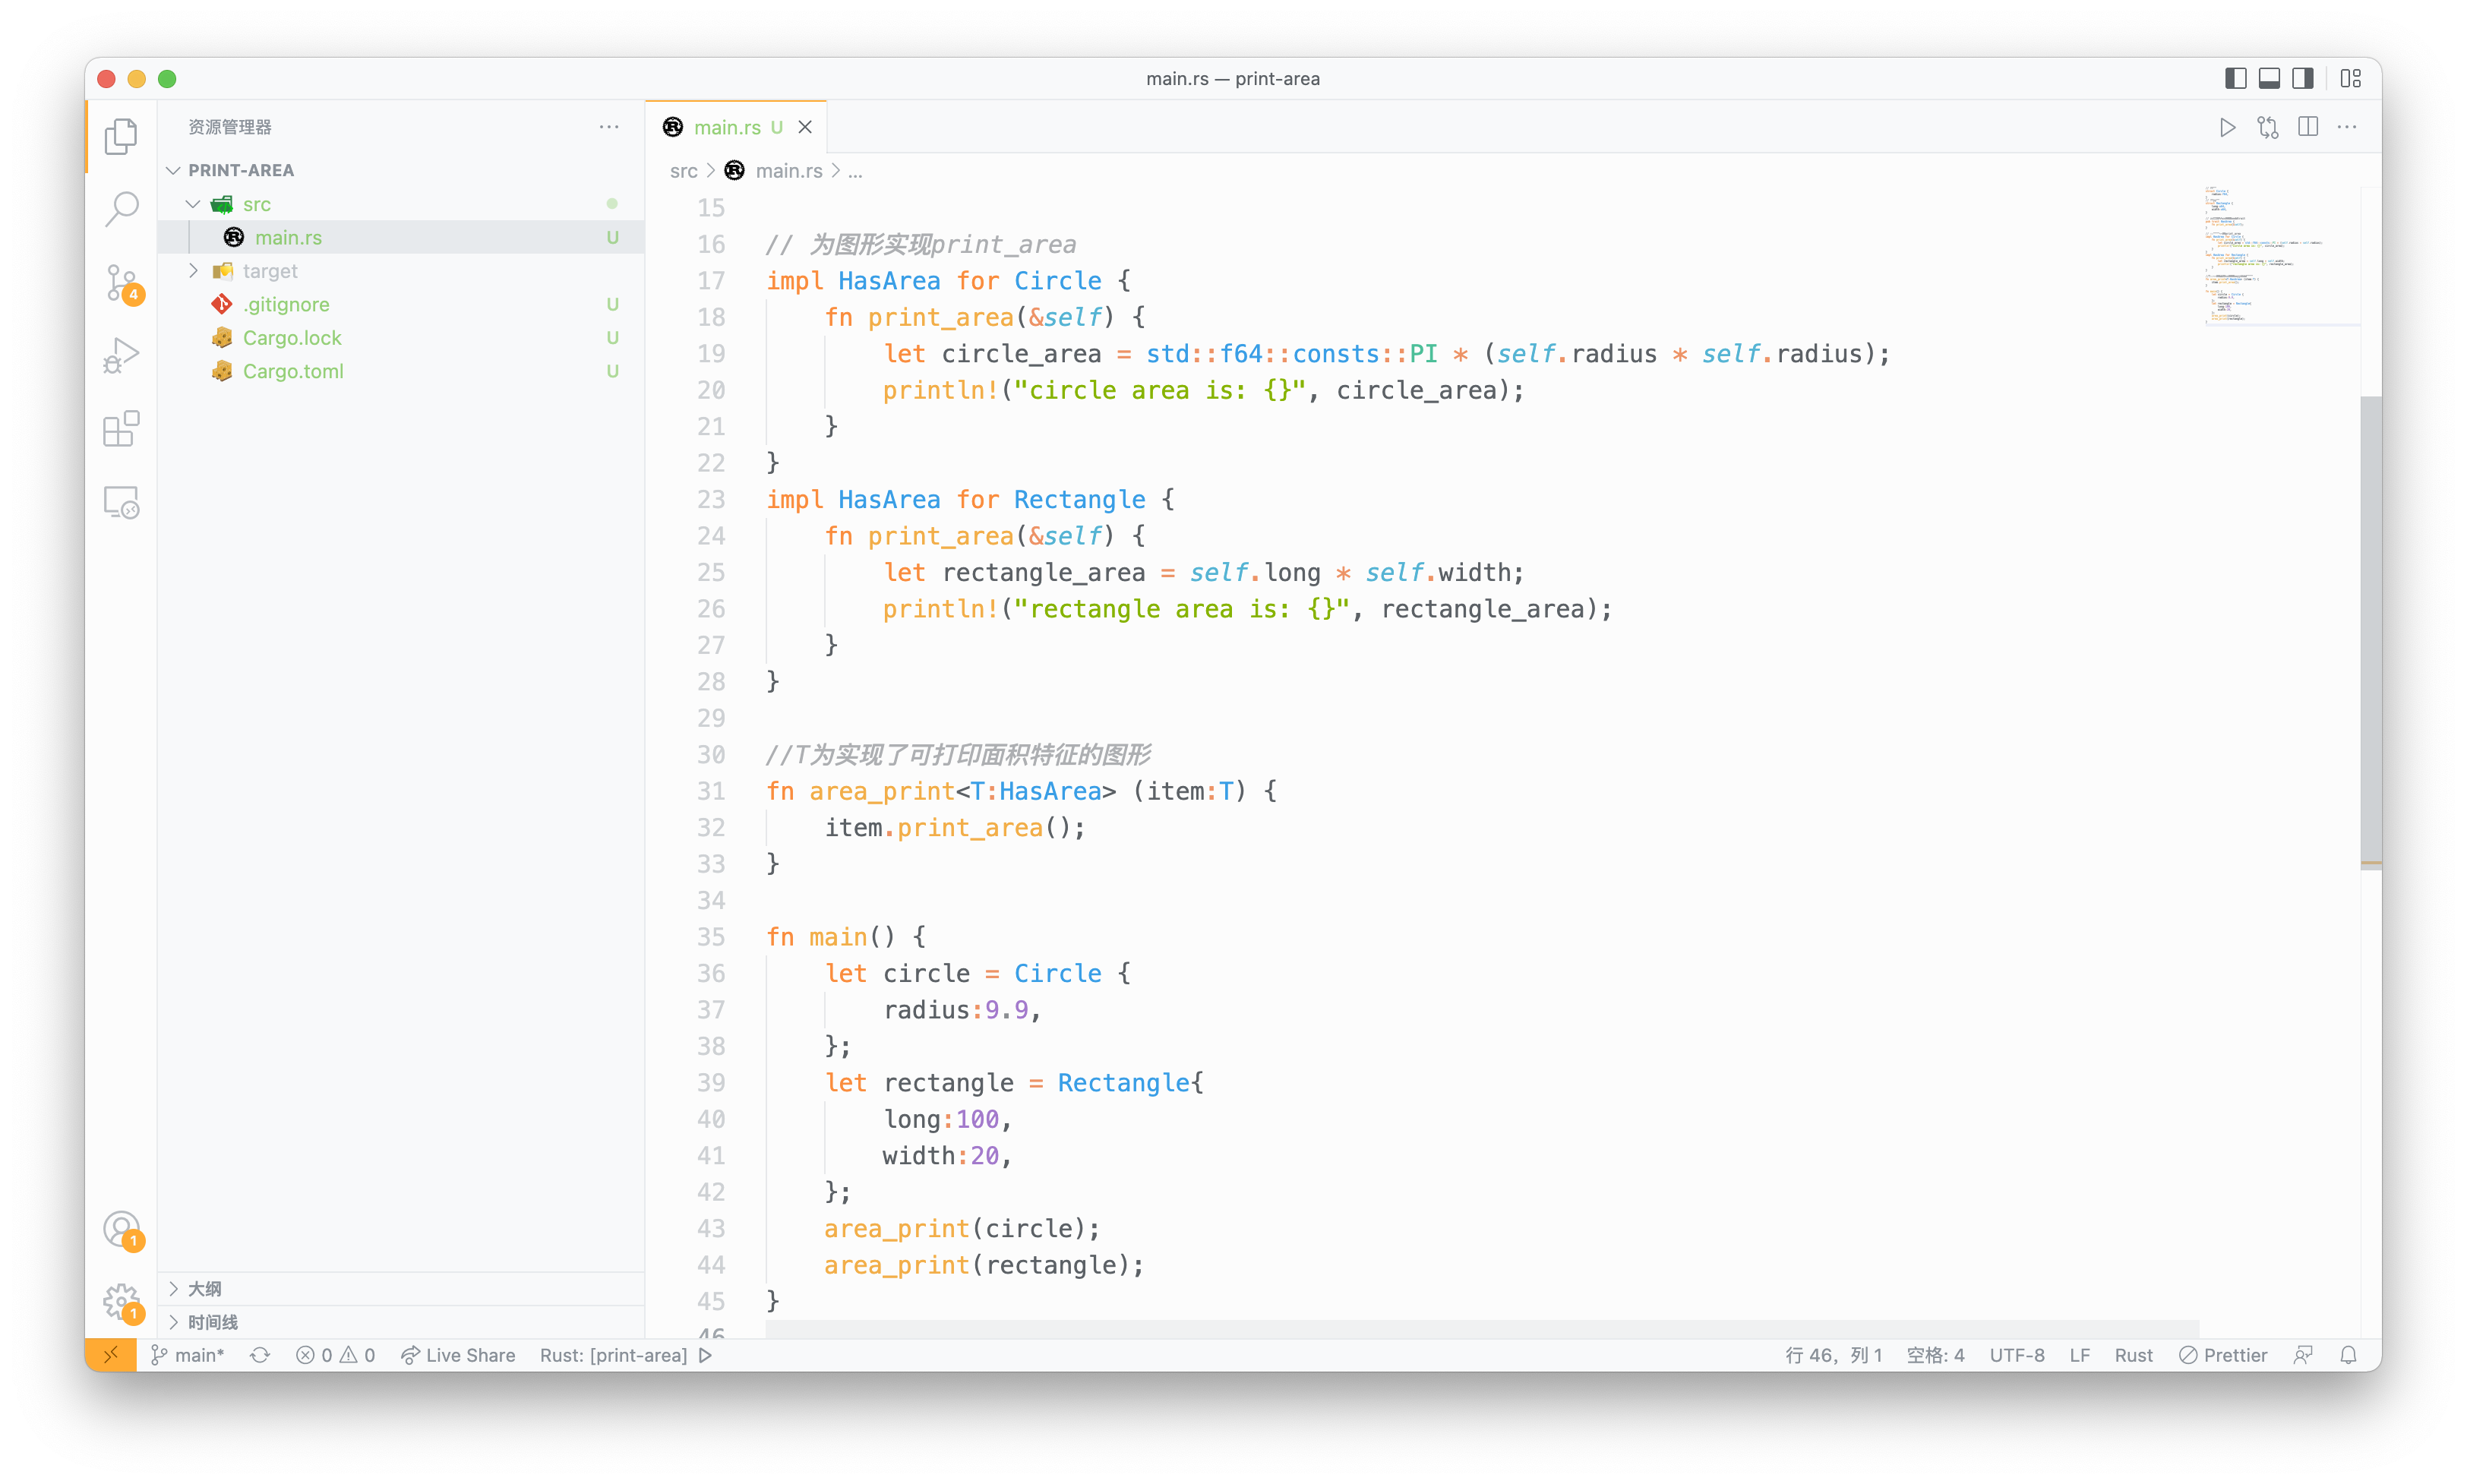 main.rs — print-area
资源管理器
PRINT-AREA
src
main.rs U
target
.gitignore U
Cargo.lock U
Cargo.toml U
大纲
时间线
4
1
1
main.rs U
src > main.rs > ...
15
16 // 为图形实现print_area
17 impl HasArea for Circle {
18     fn print_area(&self) {
19         let circle_area = std::f64::consts::PI * (self.radius * self.radius);
20         println!("circle area is: {}", circle_area);
21     }
22 }
23 impl HasArea for Rectangle {
24     fn print_area(&self) {
25         let rectangle_area = self.long * self.width;
26         println!("rectangle area is: {}", rectangle_area);
27     }
28 }
29
30 //T为实现了可打印面积特征的图形
31 fn area_print<T:HasArea> (item:T) {
32     item.print_area();
33 }
34
35 fn main() {
36     let circle = Circle {
37         radius:9.9,
38     };
39     let rectangle = Rectangle{
40         long:100,
41         width:20,
42     };
43     area_print(circle);
44     area_print(rectangle);
45 }
46
main* 0 0 Live Share Rust: [print-area] 行 46，列 1 空格: 4 UTF-8 LF Rust Prettier